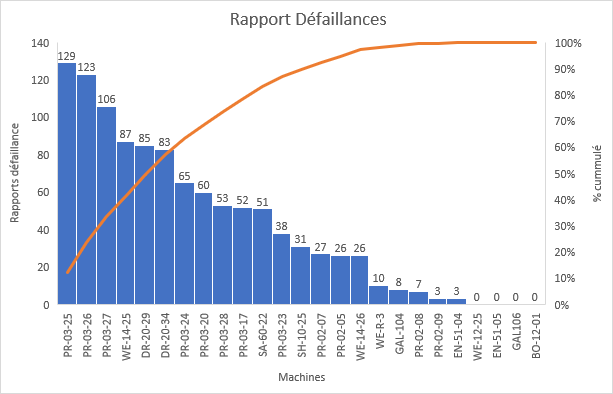 Rapport Défaillances
140
120
100
80
60
40
20
0
Rapports défaillance
129
123
106
87
85
83
65
60
53
52
51
38
31
27
26
26
10
8
7
3
3
0
0
0
0
100%
90%
80%
70%
60%
50%
40%
30%
20%
10%
0%
% cummulé
PR-03-25
PR-03-26
PR-03-27
WE-14-25
DR-20-29
DR-20-34
PR-03-24
PR-03-20
PR-03-28
PR-03-17
SA-60-22
PR-03-23
SH-10-25
PR-02-07
PR-02-05
WE-14-26
WE-R-3
GAL-104
PR-02-08
PR-02-09
EN-51-04
WE-12-25
EN-51-05
GAL106
BO-12-01
Machines